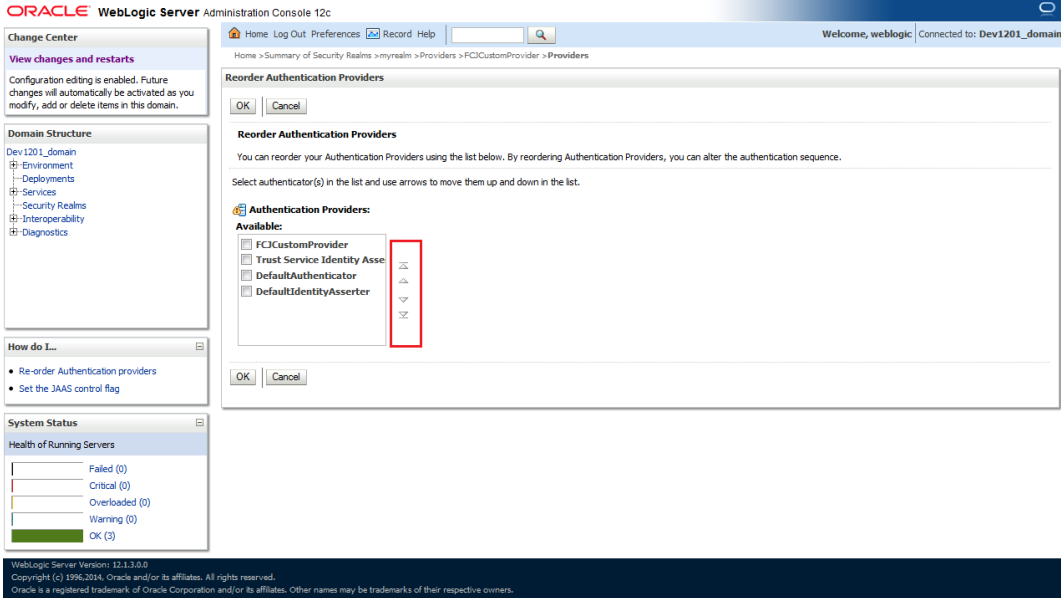 ORACLE WebLogic Server Administration Console 12c
Change Center
View changes and restarts
Configuration editing is enabled. Future
changes will automatically be activated as you
modify, add or delete items in this domain.
Domain Structure
Dev1201_domain
Environment
Deployments
Services
Security Realms
Interoperability
Diagnostics
How do I...
Re-order Authentication providers
Set the JAAS control flag
System Status
Health of Running Servers
Failed (0)
Critical (0)
Overloaded (0)
Warning (0)
OK (3)
Home Log Out Preferences Record Help
Welcome, weblogic Connected to: Dev1201_domain
Home >Summary of Security Realms >myrealm >Providers >FCJCustomProvider >Providers
Reorder Authentication Providers
OK Cancel
Reorder Authentication Providers
You can reorder your Authentication Providers using the list below. By reordering Authentication Providers, you can alter the authentication sequence.
Select authenticator(s) in the list and use arrows to move them up and down in the list.
Authentication Providers:
Available:
FCJCustomProvider
Trust Service Identity Asse
DefaultAuthenticator
DefaultIdentityAsserter
OK Cancel
WebLogic Server Version: 12.1.3.0.0
Copyright (c) 1996,2014, Oracle and/or its affiliates. All rights reserved.
Oracle is a registered trademark of Oracle Corporation and/or its affiliates. Other names may be trademarks of their respective owners.